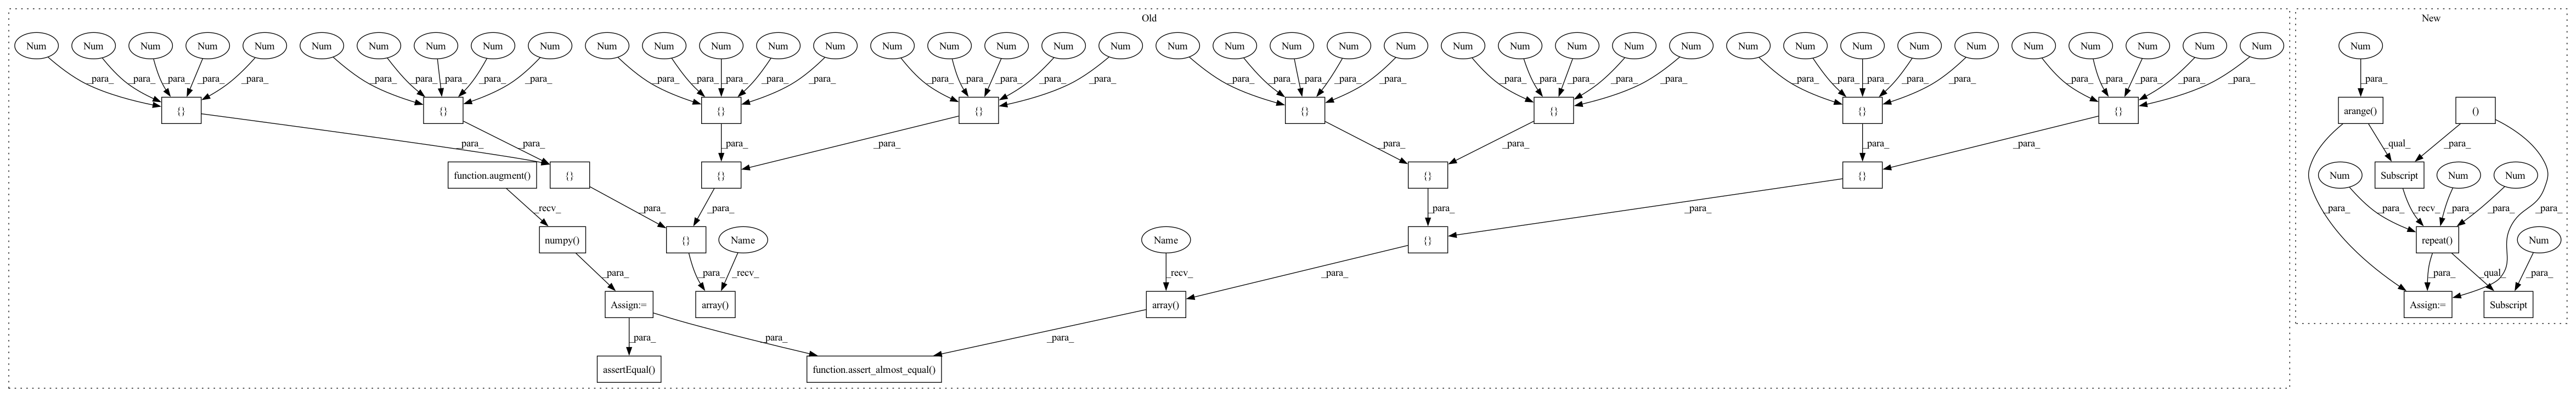 Old New
Num Num Num Num Num Num Num Num Num Num Num Num Num Num Num Num Num Num Num Num Num Num Num Num Num Num Num Num Num Num Num Num Num Num Num Num Num Num Num Num Num
_para_ _para_ _para_ _para_ _para_ _para_ _para_ _para_ _para_ _para_ _para_ _para_ _para_ _para_ _para_ _para_ _para_ _para_ _para_ _para_ _para_ _para_ _para_ _para_ _para_ _para_ _para_ _para_ _para_ _para_ _para_ _para_ _para_ _para_ _para_ _para_ _para_ _para_ _para_ _para_ _para_
{} {} {} {} {} {} {} {} arange() ()
_para_ _para_ _para_ _para_ _para_ _para_ _para_ _para_ _qual_ _para_
function.augment() {} {} {} {} Num Subscript Num Num
_recv_ _para_ _para_ _para_ _para_ _para_ _para_ _recv_ _para_ _para_ _para_
numpy() {} Name Name {} repeat() Num
_para_ _para_ _recv_ _recv_ _para_ _para_ _qual_ _para_
Assign:= array() array() Assign:= Subscript
_para_ _para_ _para_
assertEqual() function.assert_almost_equal()